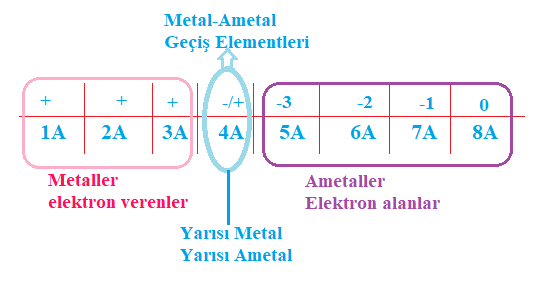 Metal-Ametal
Geçiş Elementleri
+ + + -/+ -3 -2 -1 0
1A 2A 3A 4A 5A 6A 7A 8A
Metaller
elektron verenler
Ametaller
Elektron alanlar
Yarısı Metal
Yarısı Ametal